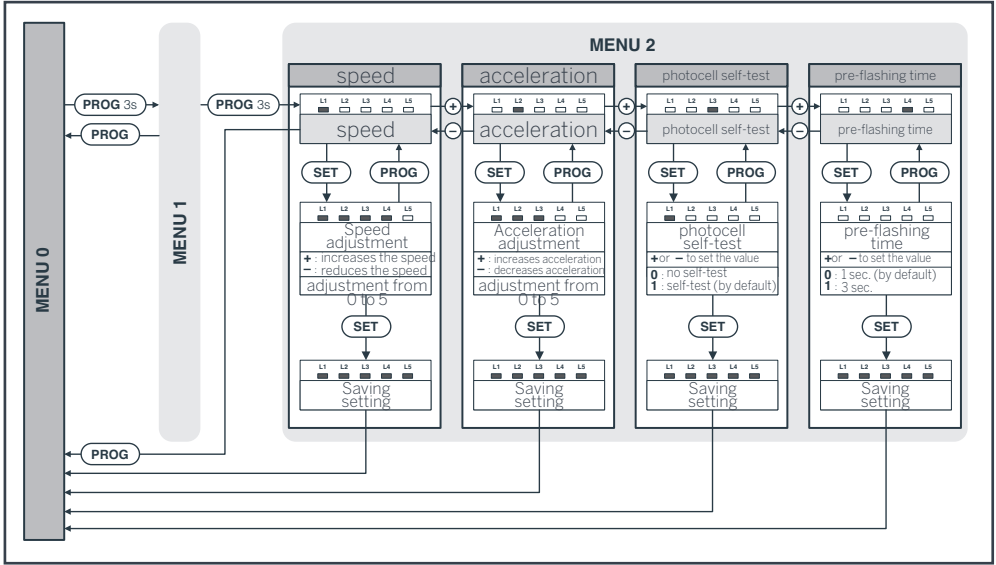 MENU 2
speed
acceleration
photocell self-test
pre-flashing time
PROG 3s
PROG 3s
L1 L2 L3 L4 L5
+
L1 L2 L3 L4 L5
+
L1 L2 L3 L4 L5
+
L1 L2 L3 L4 L5
PROG
speed
−
acceleration
−
photocell self-test
−
pre-flashing time
SET
PROG
SET
PROG
SET
PROG
SET
PROG
MENU 0
MENU 1
L1 L2 L3 L4 L5
Speed
adjustment
+ : increases the speed
− : reduces the speed
adjustment from
0 to 5
L1 L2 L3 L4 L5
Acceleration
adjustment
+ : increases acceleration
− : decreases acceleration
adjustment from
0 to 5
L1 L2 L3 L4 L5
photocell
self-test
+ or − to set the value
0 : no self-test
1 : self-test (by default)
L1 L2 L3 L4 L5
pre-flashing
time
+or − to set the value
0 : 1 sec. (by default)
1 : 3 sec.
SET
SET
SET
SET
L1 L2 L3 L4 L5
Saving
setting
L1 L2 L3 L4 L5
Saving
setting
L1 L2 L3 L4 L5
Saving
setting
L1 L2 L3 L4 L5
Saving
setting
PROG